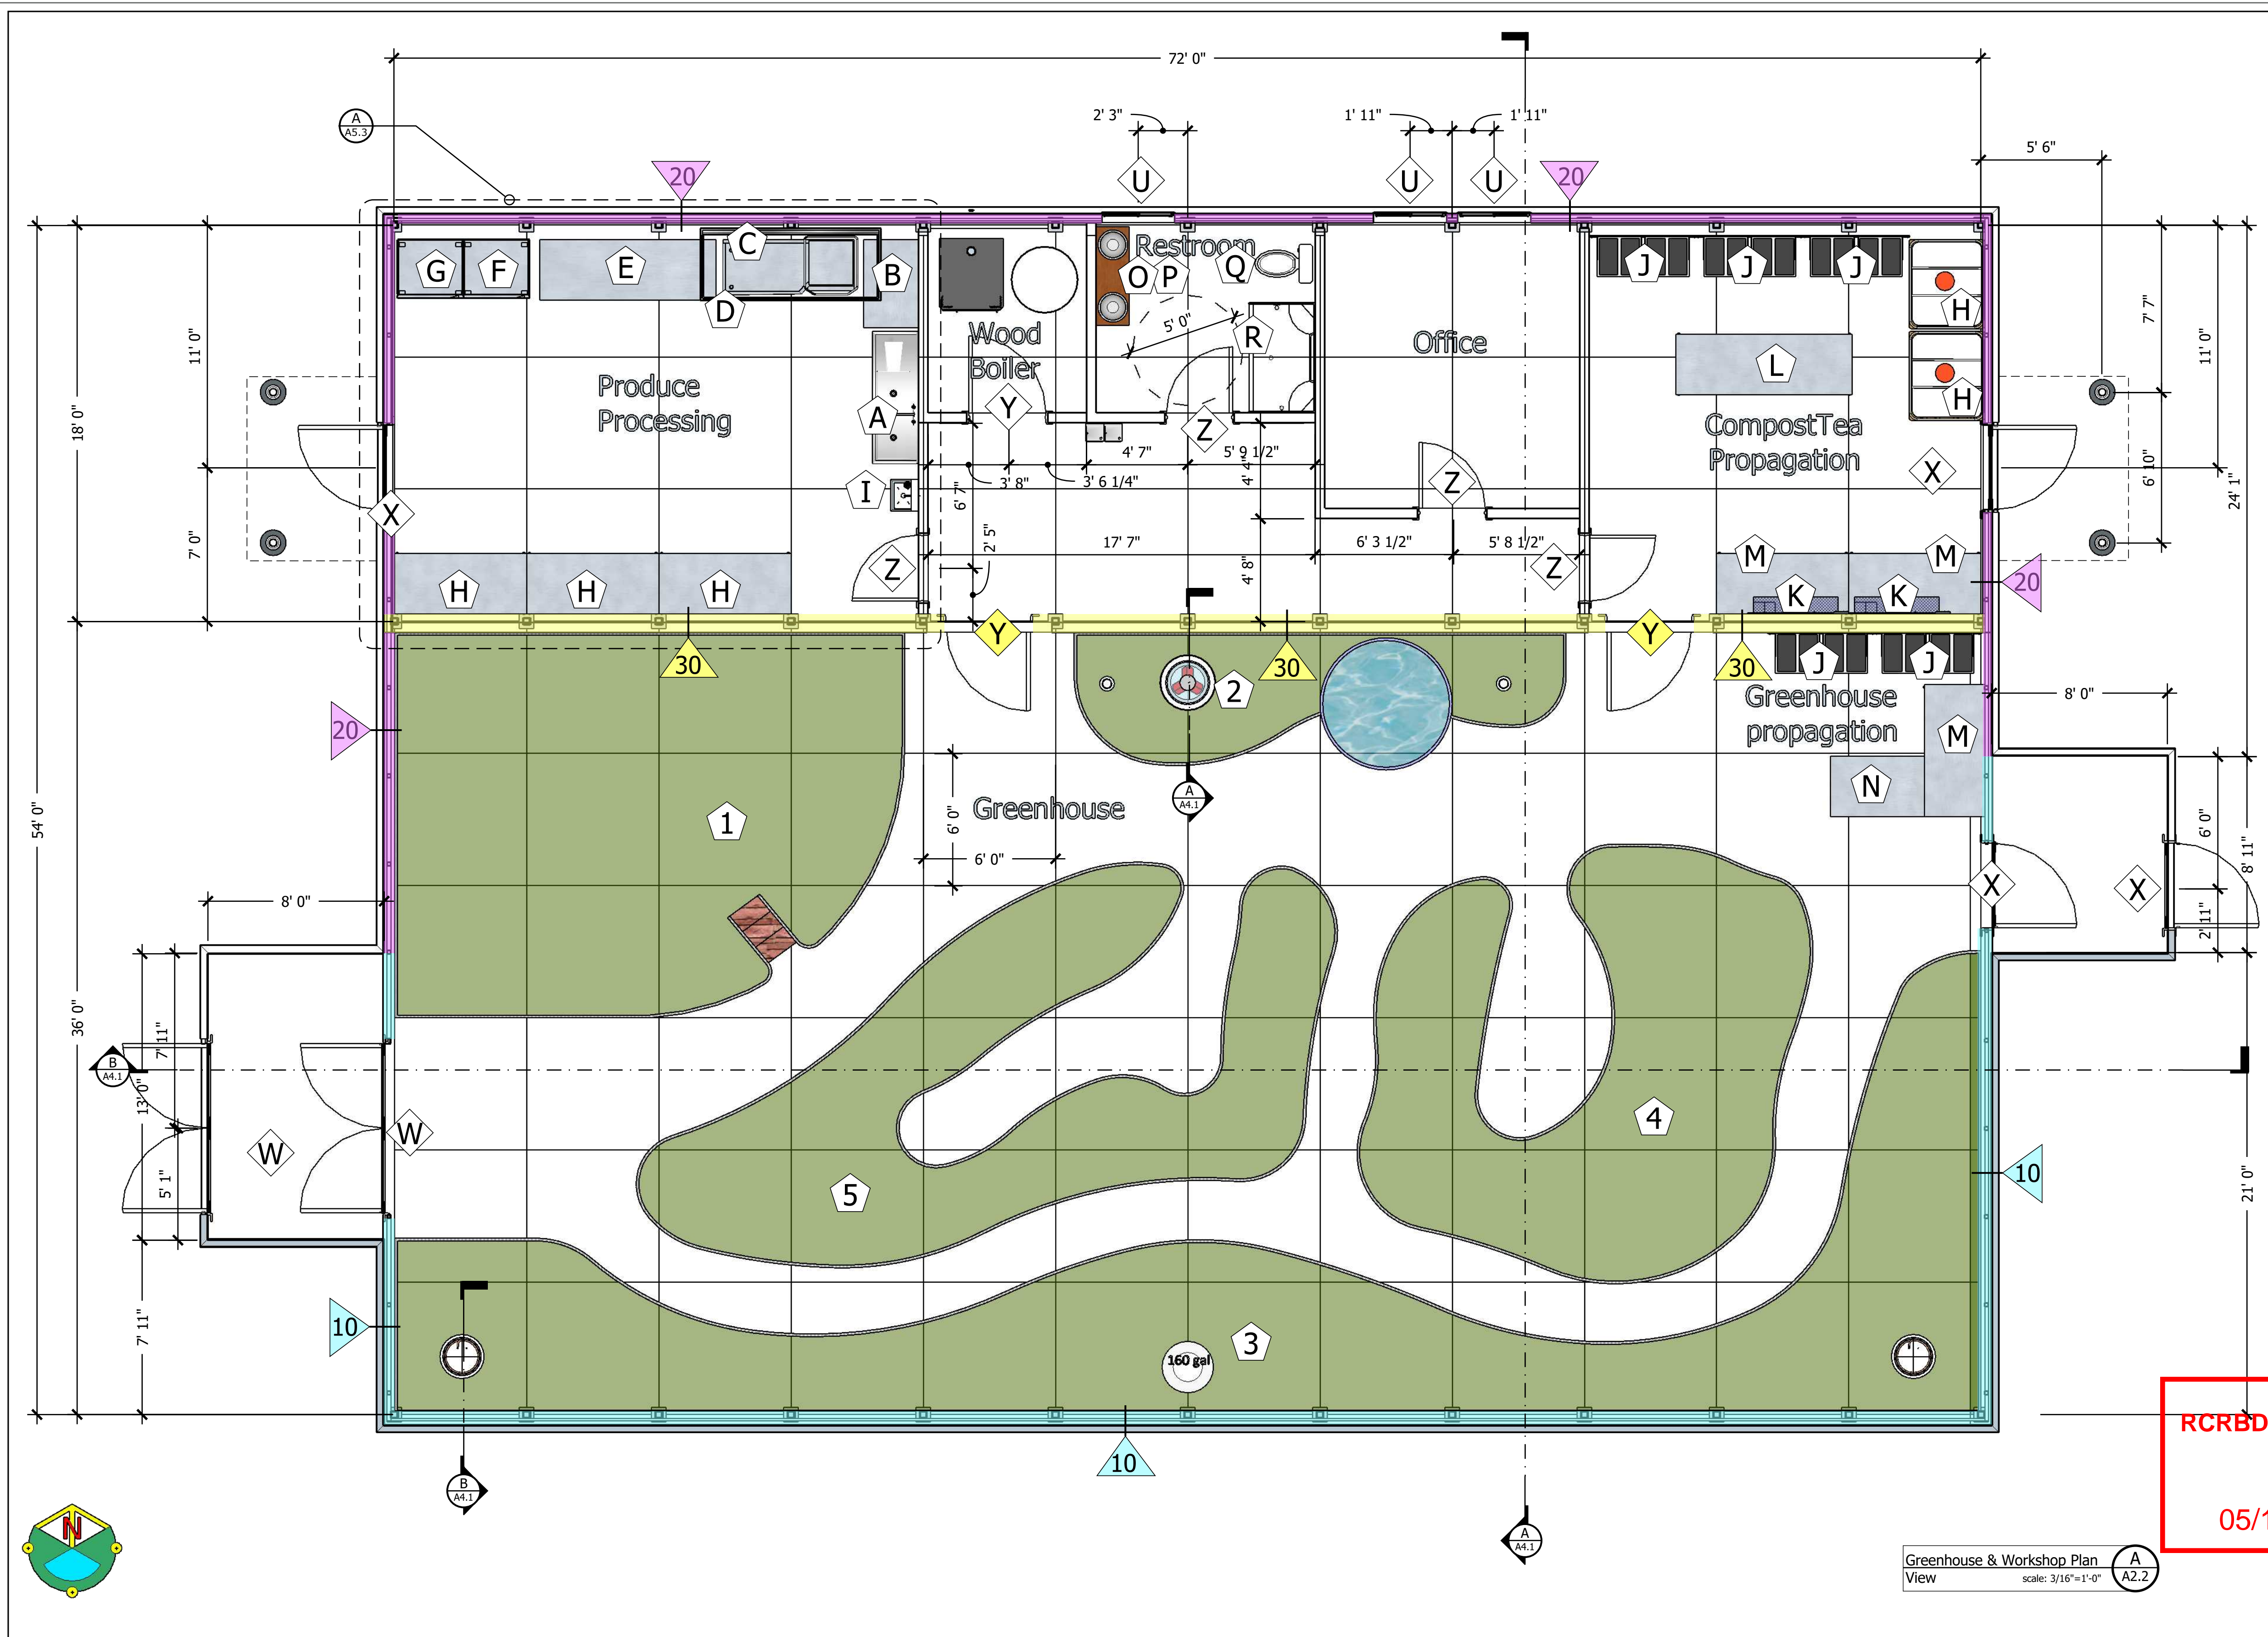 72' 0"
2' 3"
1' 11"
1' 11"
A
A5.3
5' 6"
20
U
U
U
20
G
F
E
C
B
D
Restroom
O
P
Q
J
J
J
H
5' 0"
R
Wood
Boiler
Office
L
7' 7"
11' 0"
11' 0"
18' 0"
Produce
Processing
H
A
Y
Z
CompostTea
Propagation
4' 7"
5' 9 1/2"
4' 4"
3' 8"
3' 6 1/4"
6' 7"
Z
X
6' 10"
24' 1"
I
X
7' 0"
2' 5"
17' 7"
6' 3 1/2"
5' 8 1/2"
4' 8"
Z
Z
M
M
H
H
H
K
K
20
Y
Y
30
30
30
J
J
2
Greenhouse
propagation
8' 0"
20
M
N
A
A4.1
1
Greenhouse
6' 0"
6' 0"
54' 0"
6' 0"
8' 11"
X
X
2' 11"
8' 0"
36' 0"
7' 11"
B
A4.1
13' 0"
W
W
4
5' 1"
5
10
21' 0"
7' 11"
10
3
160 gal
10
B
A4.1
A
A4.1
N
RCRBD
05/1
Greenhouse & Workshop Plan
View
scale: 3/16"=1'-0"
A
A2.2